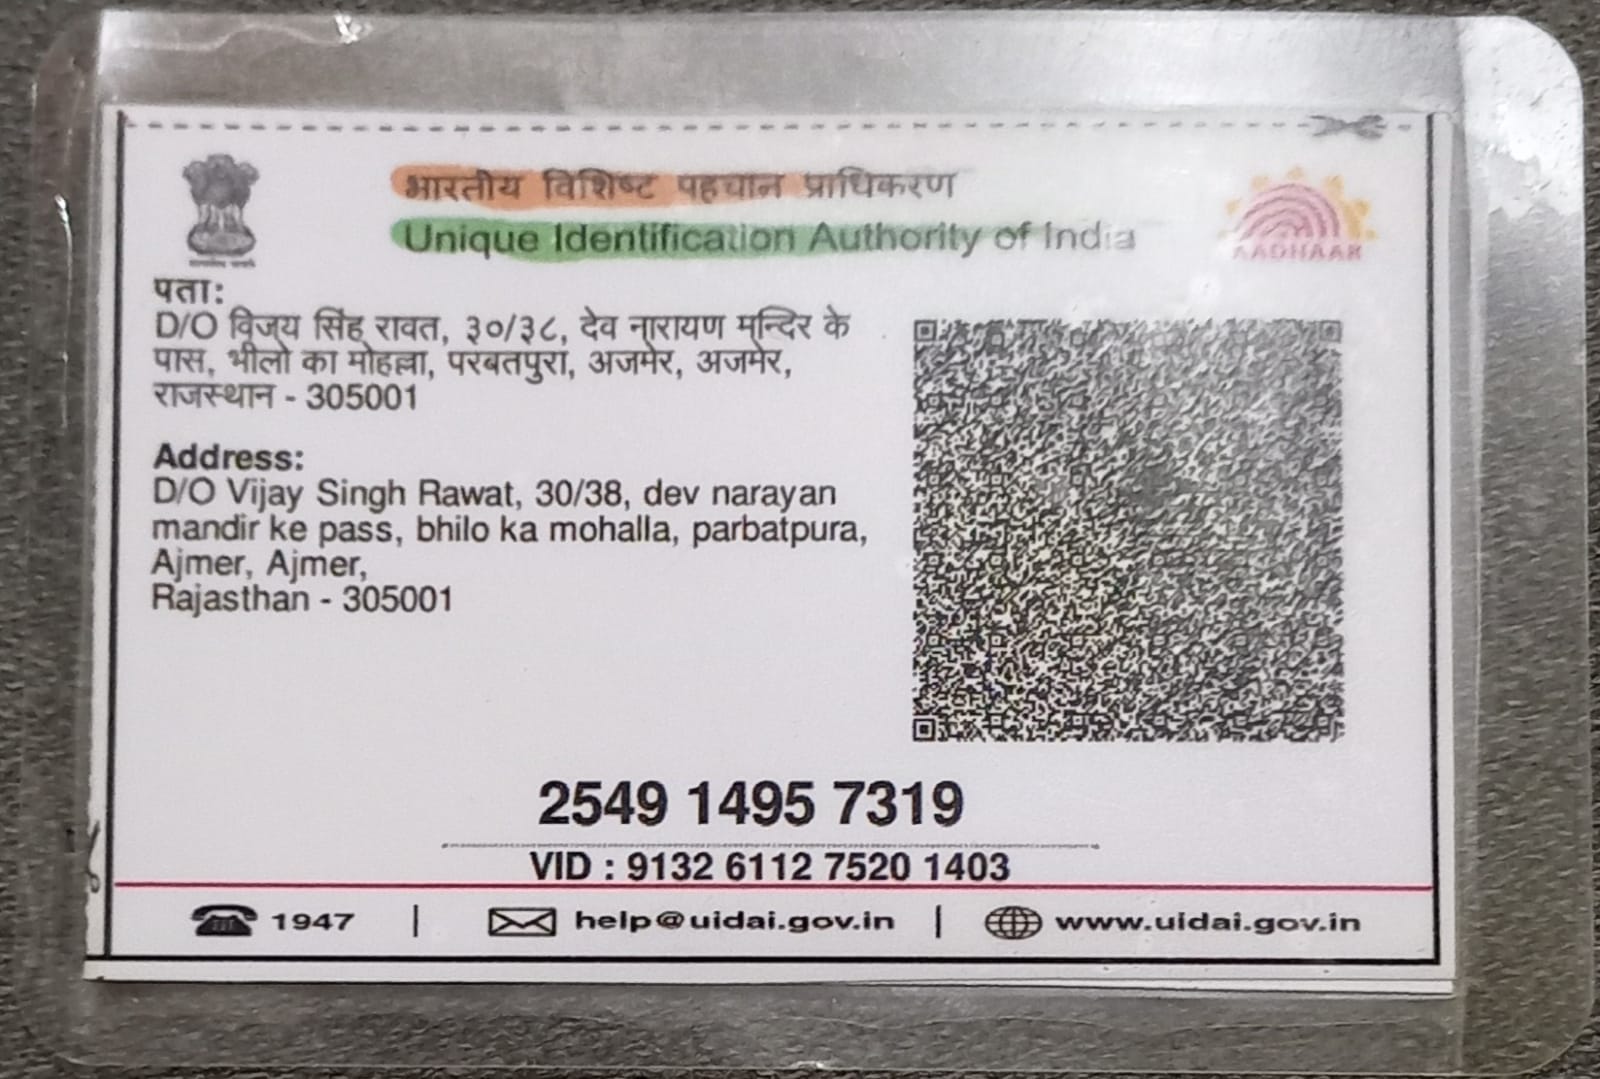 भारतीय विशिष्ट पहचान प्राधिकरण
Unique Identification Authority of India
AADHAAR
पता:
D/O विजय सिंह रावत, ३०/३८, देव नारायण मन्दिर के
पास, भीलो का मोहल्ला, परबतपुरा, अजमेर, अजमेर,
राजस्थान - 305001
Address:
D/O Vijay Singh Rawat, 30/38, dev narayan
mandir ke pass, bhilo ka mohalla, parbatpura,
Ajmer, Ajmer,
Rajasthan - 305001
2549 1495 7319
VID : 9132 6112 7520 1403
1947 | help@uidai.gov.in | www.uidai.gov.in